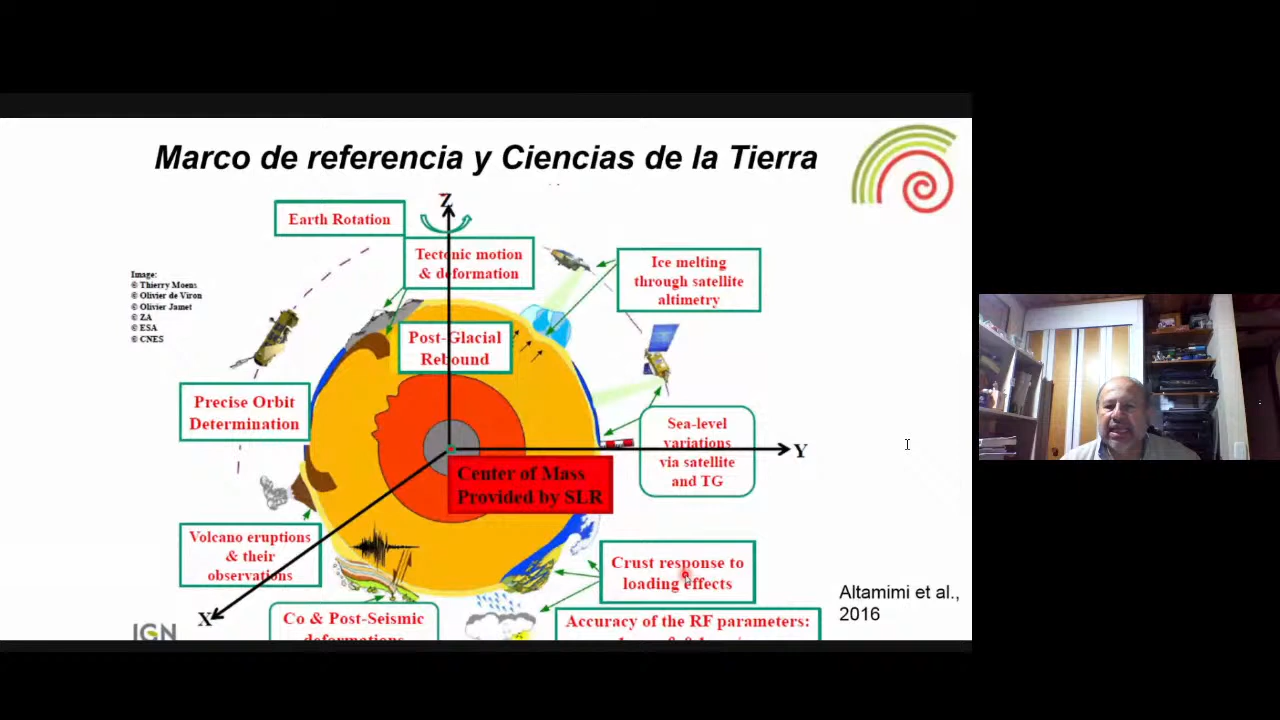 Marco de referencia y Ciencias de la Tierra
Z
Earth Rotation
Tectonic motion
& deformation
Ice melting
through satellite
altimetry
Image:
© Thierry Moens
© Olivier de Viron
© Olivier Jamet
© ZA
© ESA
© CNES
Post-Glacial
Rebound
Precise Orbit
Determination
Sea-level
variations
via satellite
and TG
Y
Center of Mass
Provided by SLR
Volcano eruptions
& their
observations
Crust response to
loading effects
Altamimi et al.,
2016
X
Co & Post-Seismic
deformations
Accuracy of the RF parameters:
IGN